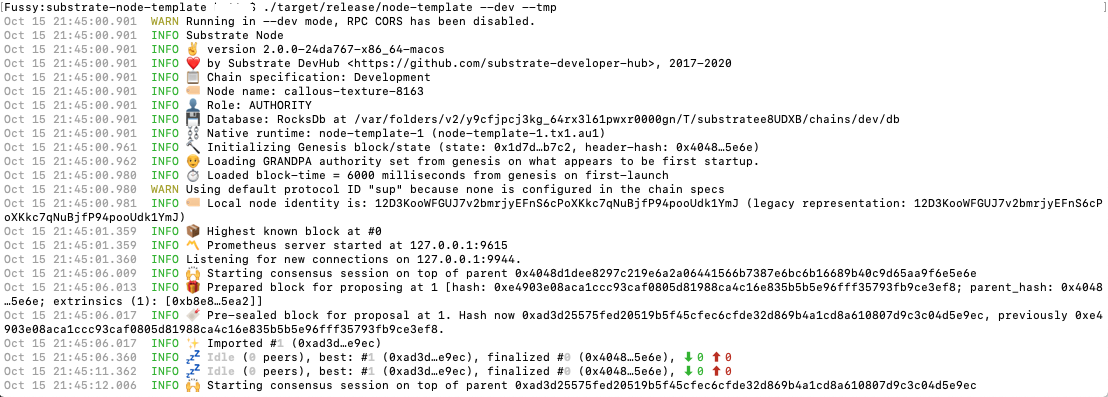 [Fussy:substrate-node-template $ ./target/release/node-template --dev --tmp ]
Oct 15 21:45:00.901 WARN Running in --dev mode, RPC CORS has been disabled.
Oct 15 21:45:00.901 INFO Substrate Node
Oct 15 21:45:00.901 INFO ✌️ version 2.0.0-24da767-x86_64-macos
Oct 15 21:45:00.901 INFO ❤️ by Substrate DevHub <https://github.com/substrate-developer-hub>, 2017-2020
Oct 15 21:45:00.901 INFO 📋 Chain specification: Development
Oct 15 21:45:00.901 INFO 🏷 Node name: callous-texture-8163
Oct 15 21:45:00.901 INFO 👤 Role: AUTHORITY
Oct 15 21:45:00.901 INFO 💾 Database: RocksDb at /var/folders/v2/y9cfjpcj3kg_64rx3l61pwxr0000gn/T/substratee8UDXB/chains/dev/db
Oct 15 21:45:00.901 INFO ⛓ Native runtime: node-template-1 (node-template-1.tx1.au1)
Oct 15 21:45:00.961 INFO 🔨 Initializing Genesis block/state (state: 0x1d7d…b7c2, header-hash: 0x4048…5e6e)
Oct 15 21:45:00.962 INFO 👴 Loading GRANDPA authority set from genesis on what appears to be first startup.
Oct 15 21:45:00.980 INFO ⏱ Loaded block-time = 6000 milliseconds from genesis on first-launch
Oct 15 21:45:00.980 WARN Using default protocol ID "sup" because none is configured in the chain specs
Oct 15 21:45:00.981 INFO 🏷 Local node identity is: 12D3KooWFGUJ7v2bmrjyEFnS6cPoXKkc7qNuBjfP94pooUdk1YmJ (legacy representation: 12D3KooWFGUJ7v2bmrjyEFnS6cP
oXKkc7qNuBjfP94pooUdk1YmJ)
Oct 15 21:45:01.359 INFO 📦 Highest known block at #0
Oct 15 21:45:01.359 INFO 〽️ Prometheus server started at 127.0.0.1:9615
Oct 15 21:45:01.360 INFO Listening for new connections on 127.0.0.1:9944.
Oct 15 21:45:06.009 INFO 🙌 Starting consensus session on top of parent 0x4048d1dee8297c219e6a2a06441566b7387e6bc6b16689b40c9d65aa9f6e5e6e
Oct 15 21:45:06.013 INFO 🎁 Prepared block for proposing at 1 [hash: 0xe4903e08aca1ccc93caf0805d81988ca4c16e835b5b5e96fff35793fb9ce3ef8; parent_hash: 0x4048
…5e6e; extrinsics (1): [0xb8e8…5ea2]]
Oct 15 21:45:06.017 INFO 🔖 Pre-sealed block for proposal at 1. Hash now 0xad3d25575fed20519b5f45cfec6cfde32d869b4a1cd8a610807d9c3c04d5e9ec, previously 0xe4
903e08aca1ccc93caf0805d81988ca4c16e835b5b5e96fff35793fb9ce3ef8.
Oct 15 21:45:06.017 INFO ✨ Imported #1 (0xad3d…e9ec)
Oct 15 21:45:06.360 INFO 💤 Idle (0 peers), best: #1 (0xad3d…e9ec), finalized #0 (0x4048…5e6e), ⬇ 0 ⬆ 0
Oct 15 21:45:11.362 INFO 💤 Idle (0 peers), best: #1 (0xad3d…e9ec), finalized #0 (0x4048…5e6e), ⬇ 0 ⬆ 0
Oct 15 21:45:12.006 INFO 🙌 Starting consensus session on top of parent 0xad3d25575fed20519b5f45cfec6cfde32d869b4a1cd8a610807d9c3c04d5e9ec